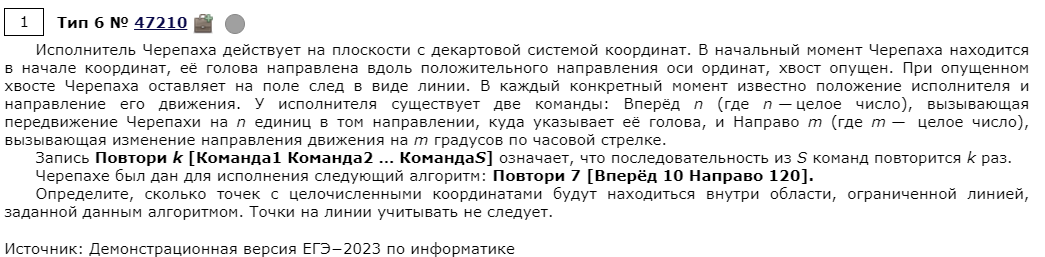 1 Тип 6 № 47210
Исполнитель Черепаха действует на плоскости с декартовой системой координат. В начальный момент Черепаха находится
в начале координат, её голова направлена вдоль положительного направления оси ординат, хвост опущен. При опущенном
хвосте Черепаха оставляет на поле след в виде линии. В каждый конкретный момент известно положение исполнителя и
направление его движения. У исполнителя существует две команды: Вперёд n (где n — целое число), вызывающая
передвижение Черепахи на n единиц в том направлении, куда указывает её голова, и Направо m (где m — целое число),
вызывающая изменение направления движения на m градусов по часовой стрелке.
Запись Повтори k [Команда1 Команда2 … КомандаS] означает, что последовательность из S команд повторится k раз.
Черепахе был дан для исполнения следующий алгоритм: Повтори 7 [Вперёд 10 Направо 120].
Определите, сколько точек с целочисленными координатами будут находиться внутри области, ограниченной линией,
заданной данным алгоритмом. Точки на линии учитывать не следует.
Источник: Демонстрационная версия ЕГЭ−2023 по информатике